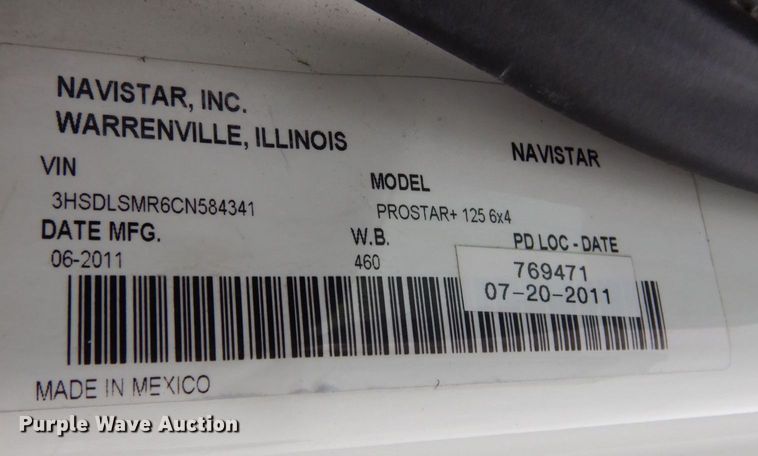 NAVISTAR, INC.
WARRENVILLE, ILLINOIS
NAVISTAR
VIN
MODEL
3HSDLSMR6CN584341
PROSTAR+ 125 6x4
DATE MFG.
W.B.
PD LOC - DATE
06-2011
460
769471
07-20-2011
MADE IN MEXICO
Purple Wave Auction